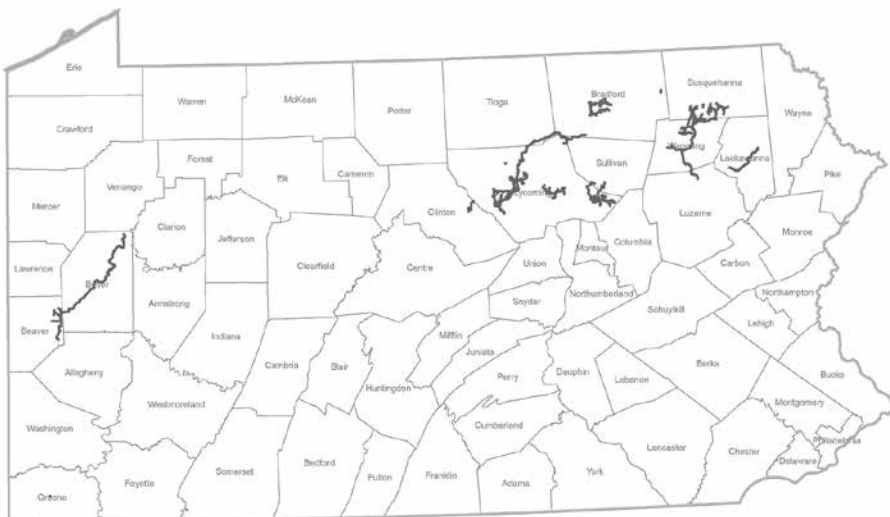 Erie
Warren
McKean
Potter
Tioga
Bradford
Susquehanna
Crawford
Wayne
Wyoming
Lackawanna
Forest
Elk
Cameron
Sullivan
Pike
Venango
Lycoming
Mercer
Clinton
Clarion
Luzerne
Jefferson
Columbia
Monroe
Montour
Lawrence
Clearfield
Centre
Union
Carbon
Butler
Armstrong
Snyder
Northumberland
Northampton
Schuylkill
Beaver
Indiana
Mifflin
Lehigh
Juniata
Allegheny
Cambria
Blair
Perry
Dauphin
Berks
Bucks
Huntingdon
Lebanon
Westmoreland
Montgomery
Cumberland
Washington
Philadelphia
Bedford
Lancaster
Chester
Delaware
Somerset
Fulton
Franklin
York
Fayette
Adams
Greene